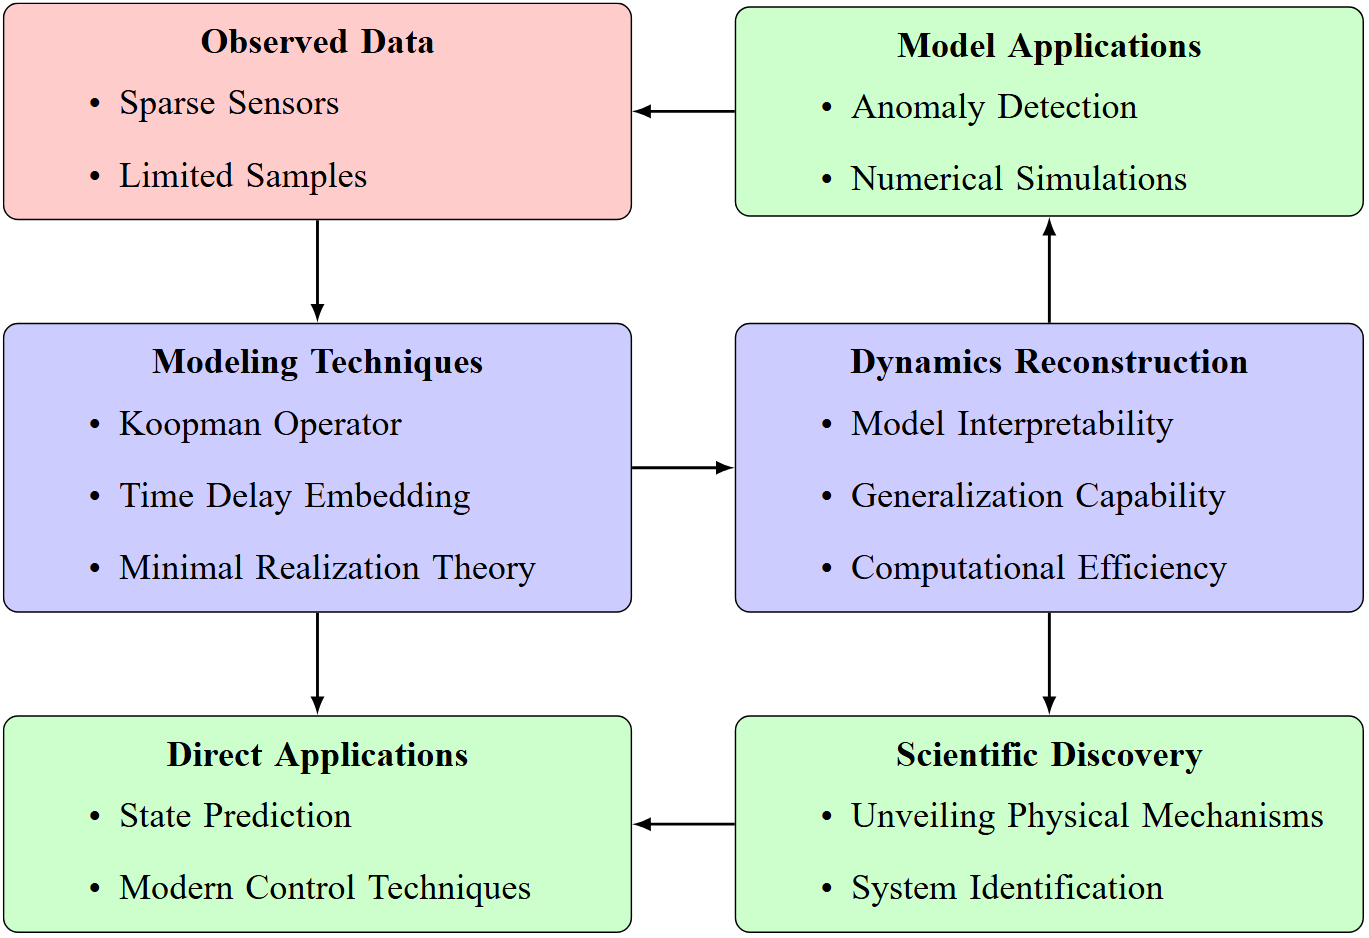 Observed Data
• Sparse Sensors
• Limited Samples
Model Applications
• Anomaly Detection
• Numerical Simulations
Modeling Techniques
• Koopman Operator
• Time Delay Embedding
• Minimal Realization Theory
Dynamics Reconstruction
• Model Interpretability
• Generalization Capability
• Computational Efficiency
Direct Applications
• State Prediction
• Modern Control Techniques
Scientific Discovery
• Unveiling Physical Mechanisms
• System Identification